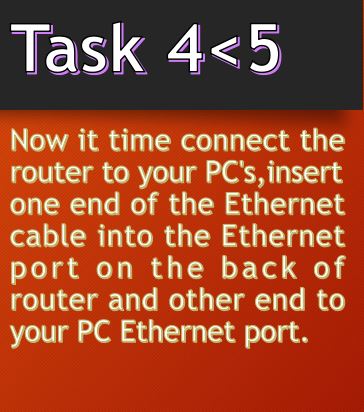 Task 4<5
Now it time connect the
router to your PC's,insert
one end of the Ethernet
cable into the Ethernet
port on the back of
router and other end to
your PC Ethernet port.